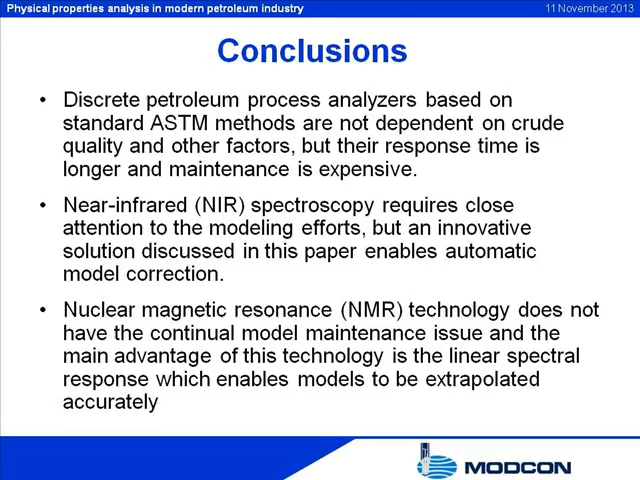 Physical properties analysis in modern petroleum industry
11 November 2013
Conclusions
• Discrete petroleum process analyzers based on
standard ASTM methods are not dependent on crude
quality and other factors, but their response time is
longer and maintenance is expensive.
• Near-infrared (NIR) spectroscopy requires close
attention to the modeling efforts, but an innovative
solution discussed in this paper enables automatic
model correction.
• Nuclear magnetic resonance (NMR) technology does not
have the continual model maintenance issue and the
main advantage of this technology is the linear spectral
response which enables models to be extrapolated
accurately
MODCON